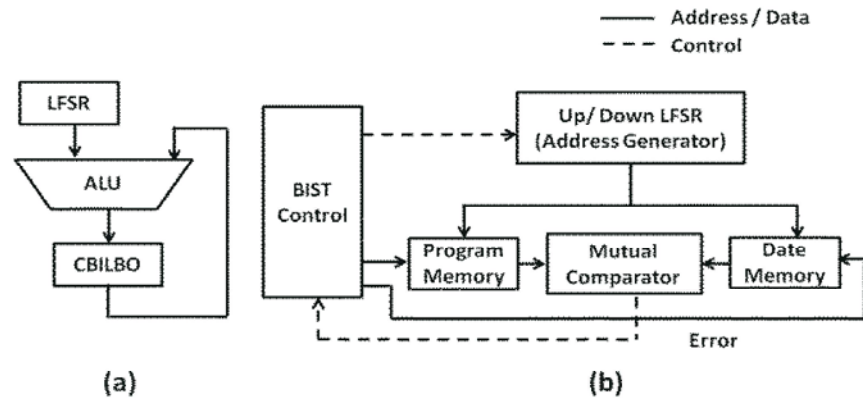 Address / Data
Control
LFSR
ALU
CBILBO
(a)
BIST
Control
Up/ Down LFSR
(Address Generator)
Program
Memory
Mutual
Comparator
Date
Memory
Error
(b)